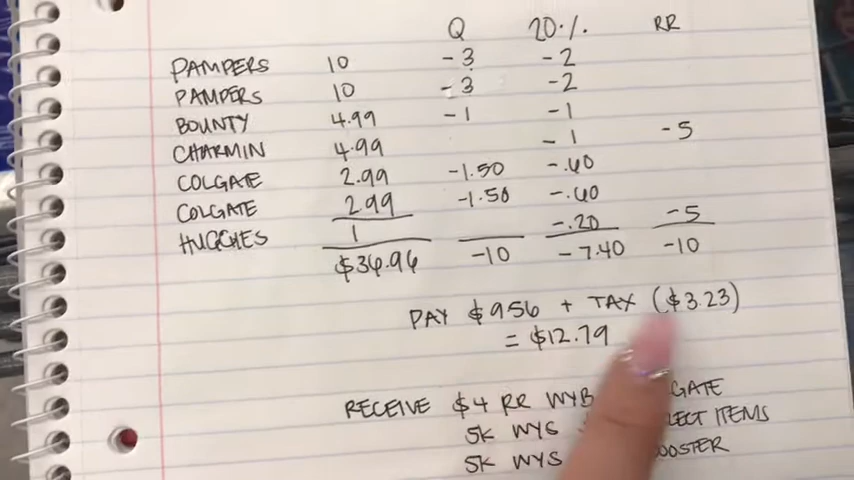 Q 20% RR
PAMPERS 10 -3 -2
PAMPERS 10 -3 -2
BOUNTY 4.99 -1 -1
CHARMIN 4.99 -1 -5
COLGATE 2.99 -1.50 -.60
COLGATE 2.99 -1.50 -.60
HUGGIES 1 -.20 -5
$36.96 -10 -7.40 -10
PAY $9.56 + TAX ($3.23)
= $12.79
RECEIVE $4 RR WYB GATE
5K WYS LECT ITEMS
5K WYS OOSTER